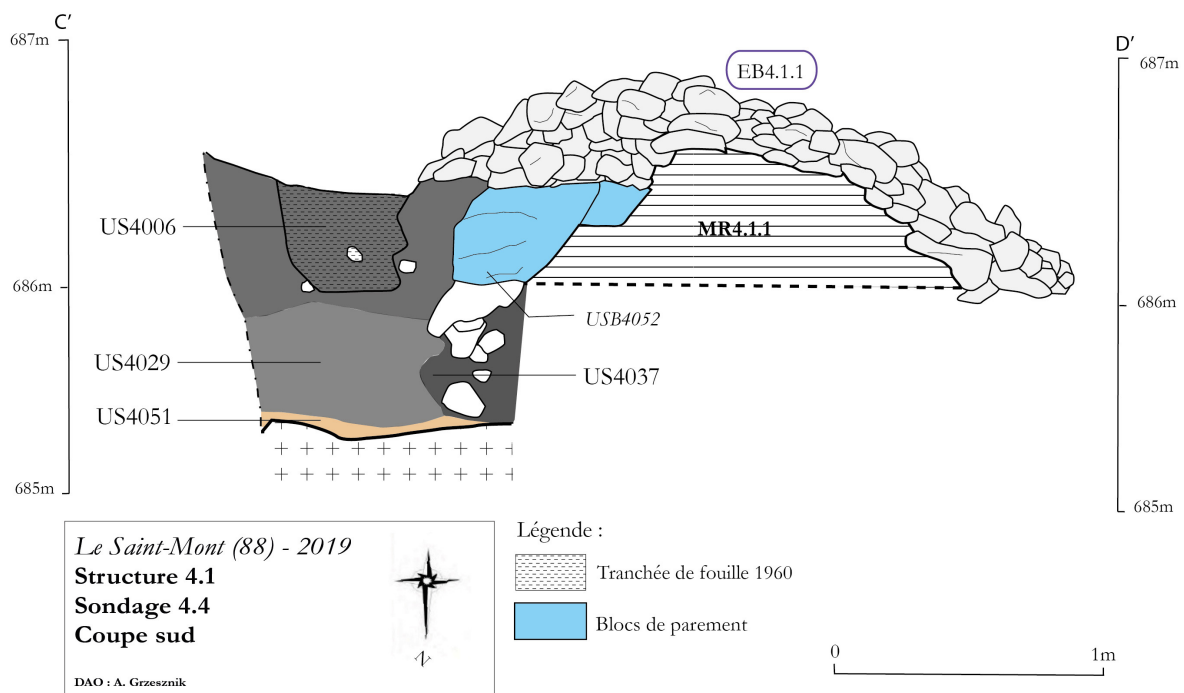 C'
687m
D'
687m
EB4.1.1
US4006
MR4.1.1
686m
686m
USB4052
US4029
US4037
US4051
685m
685m
Le Saint-Mont (88) - 2019
Structure 4.1
Sondage 4.4
Coupe sud
N
DAO : A. Grzesznik
Légende :
Tranchée de fouille 1960
Blocs de parement
0
1m